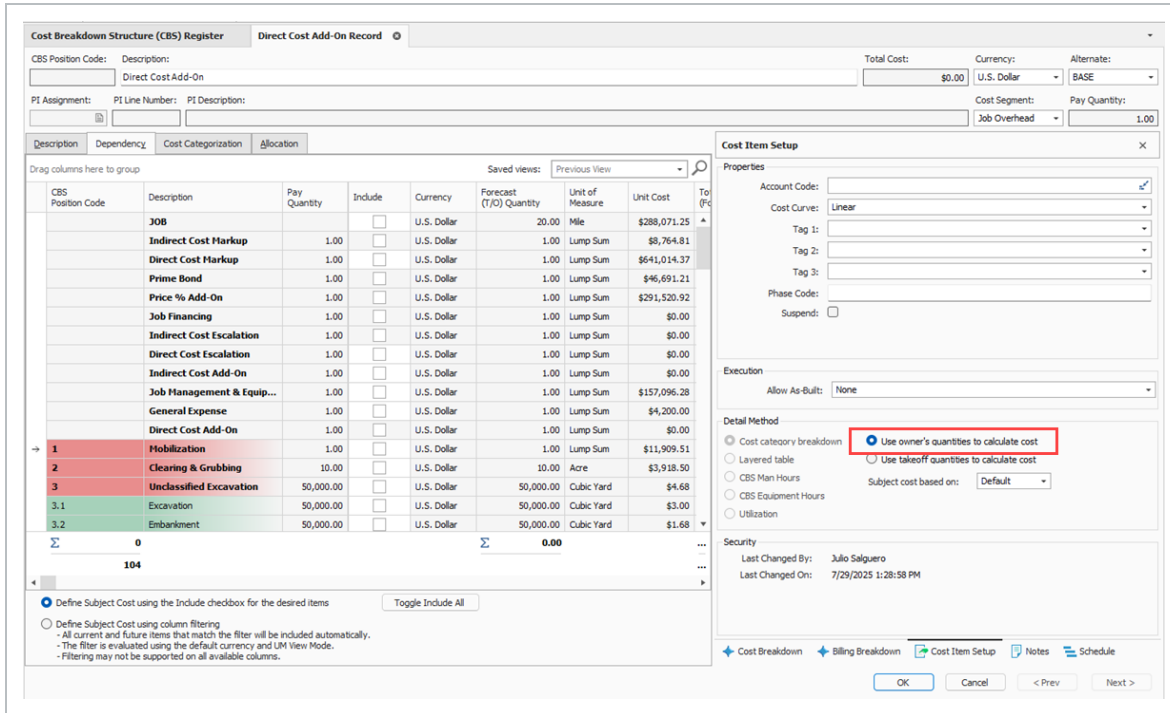 Cost Breakdown Structure (CBS) Register Direct Cost Add-On Record
CBS Position Code: Description: Total Cost: Currency: Alternate:
Direct Cost Add-On $0.00 U.S. Dollar BASE
PI Assignment: PI Line Number: PI Description: Cost Segment: Pay Quantity:
Job Overhead 1.00
Description Dependency Cost Categorization Allocation
Drag columns here to group Saved views: Previous View
CBS Position Code Description Pay Quantity Include Currency Forecast (T/O) Quantity Unit of Measure Unit Cost
JOB U.S. Dollar 20.00 Mile $288,071.25
Indirect Cost Markup 1.00 U.S. Dollar 1.00 Lump Sum $8,764.81
Direct Cost Markup 1.00 U.S. Dollar 1.00 Lump Sum $641,014.37
Prime Bond 1.00 U.S. Dollar 1.00 Lump Sum $46,691.21
Price % Add-On 1.00 U.S. Dollar 1.00 Lump Sum $291,520.92
Job Financing 1.00 U.S. Dollar 1.00 Lump Sum $0.00
Indirect Cost Escalation 1.00 U.S. Dollar 1.00 Lump Sum $0.00
Direct Cost Escalation 1.00 U.S. Dollar 1.00 Lump Sum $0.00
Indirect Cost Add-On 1.00 U.S. Dollar 1.00 Lump Sum $0.00
Job Management & Equip... 1.00 U.S. Dollar 1.00 Lump Sum $157,096.28
General Expense 1.00 U.S. Dollar 1.00 Lump Sum $4,200.00
Direct Cost Add-On 1.00 U.S. Dollar 1.00 Lump Sum $0.00
1 Mobilization 1.00 U.S. Dollar 1.00 Lump Sum $11,909.51
2 Clearing & Grubbing 10.00 U.S. Dollar 10.00 Acre $3,918.50
3 Unclassified Excavation 50,000.00 U.S. Dollar 50,000.00 Cubic Yard $4.68
3.1 Excavation 50,000.00 U.S. Dollar 50,000.00 Cubic Yard $3.00
3.2 Embankment 50,000.00 U.S. Dollar 50,000.00 Cubic Yard $1.68
Σ 0 Σ 0.00 ...
104 ...
Define Subject Cost using the Include checkbox for the desired items Toggle Include All
Define Subject Cost using column filtering
- All current and future items that match the filter will be included automatically.
- The filter is evaluated using the default currency and UM View Mode.
- Filtering may not be supported on all available columns.
Cost Item Setup
Properties
Account Code:
Cost Curve: Linear
Tag 1:
Tag 2:
Tag 3:
Phase Code:
Suspend:
Execution
Allow As-Built: None
Detail Method
Cost category breakdown Use owner's quantities to calculate cost
Layered table Use takeoff quantities to calculate cost
CBS Man Hours Subject cost based on: Default
CBS Equipment Hours
Utilization
Security
Last Changed By: Julio Salguero
Last Changed On: 7/29/2025 1:28:58 PM
Cost Breakdown Billing Breakdown Cost Item Setup Notes Schedule
OK Cancel < Prev Next >